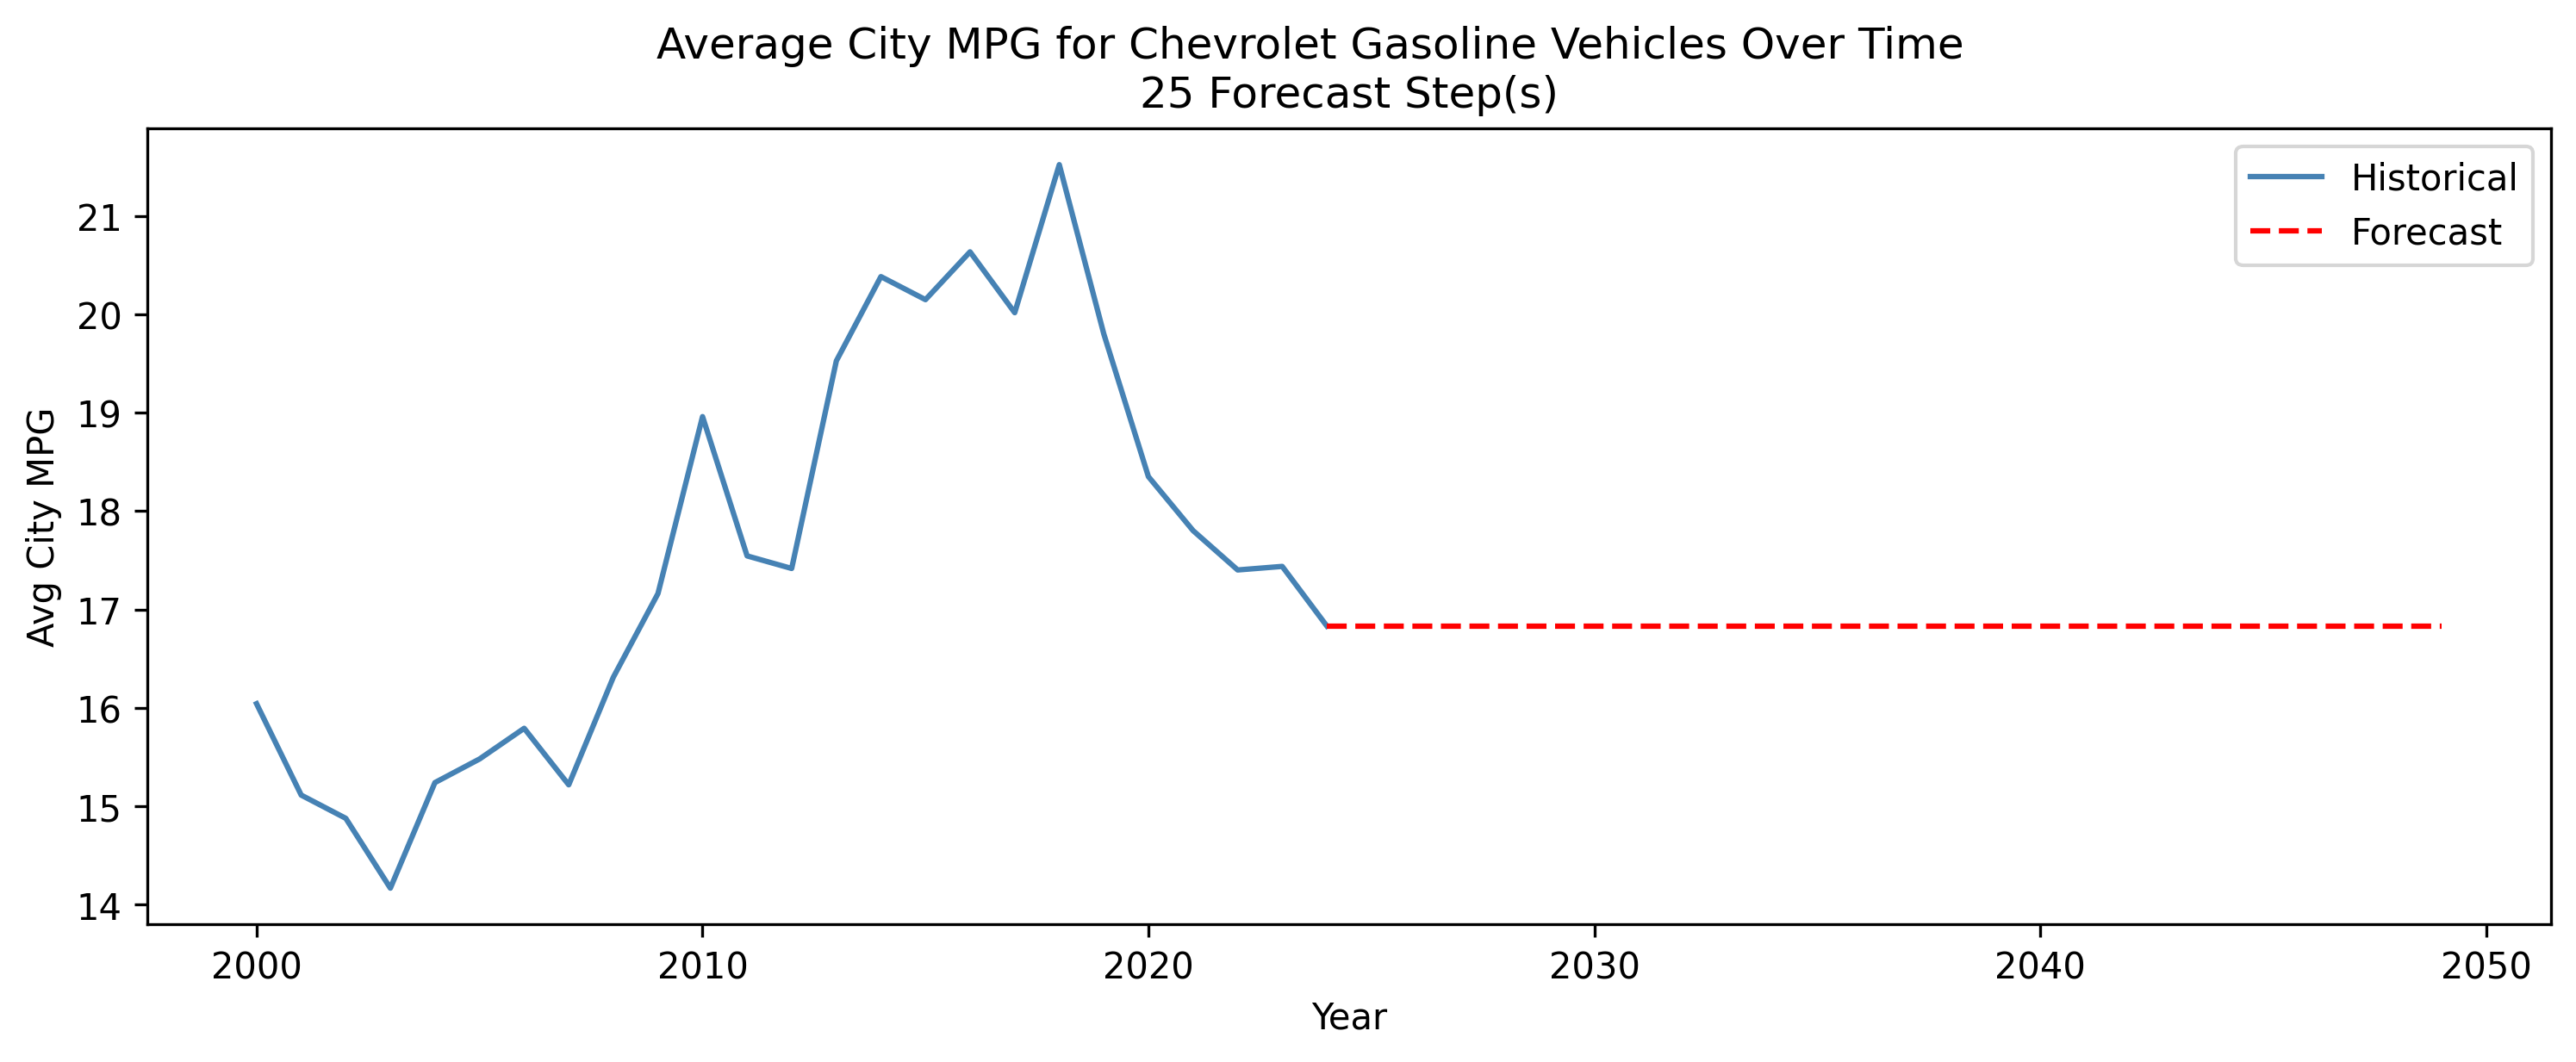 Average City MPG for Chevrolet Gasoline Vehicles Over Time
25 Forecast Step(s)
Historical
Forecast
Avg City MPG
21
20
19
18
17
16
15
14
2000
2010
2020
2030
2040
2050
Year